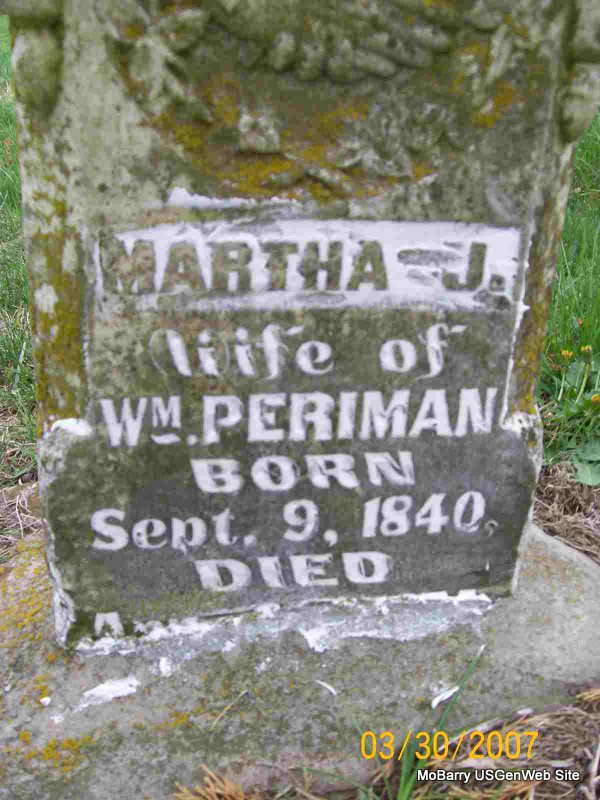 MARTHA J.
Wife of
WM. PERIMAN
BORN
Sept. 9, 1840,
DIED
03/30/2007
MoBarry USGenWeb Site